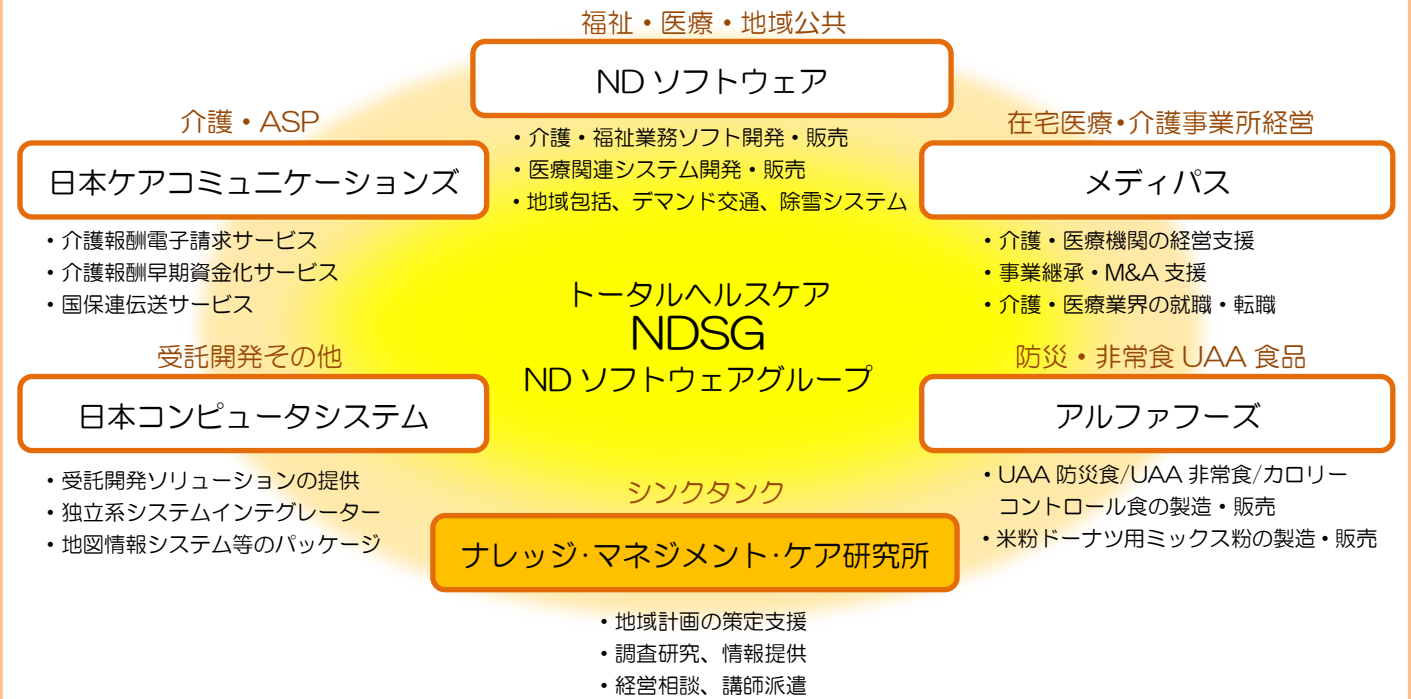 福祉・医療・地域公共
NDソフトウェア
・介護・福祉業務ソフト開発・販売
・医療関連システム開発・販売
・地域包括、デマンド交通、除雪システム
介護・ASP
日本ケアコミュニケーションズ
・介護報酬電子請求サービス
・介護報酬早期資金化サービス
・国保連伝送サービス
在宅医療・介護事業所経営
メディパス
・介護・医療機関の経営支援
・事業継承・M&A支援
・介護・医療業界の就職・転職
トータルヘルスケア
NDSG
NDソフトウェアグループ
受託開発その他
日本コンピュータシステム
・受託開発ソリューションの提供
・独立系システムインテグレーター
・地図情報システム等のパッケージ
防災・非常食UAA食品
アルファフーズ
・UAA防災食/UAA非常食/カロリー
コントロール食の製造・販売
・米粉ドーナツ用ミックス粉の製造・販売
シンクタンク
ナレッジ・マネジメント・ケア研究所
・地域計画の策定支援
・調査研究、情報提供
・経営相談、講師派遣